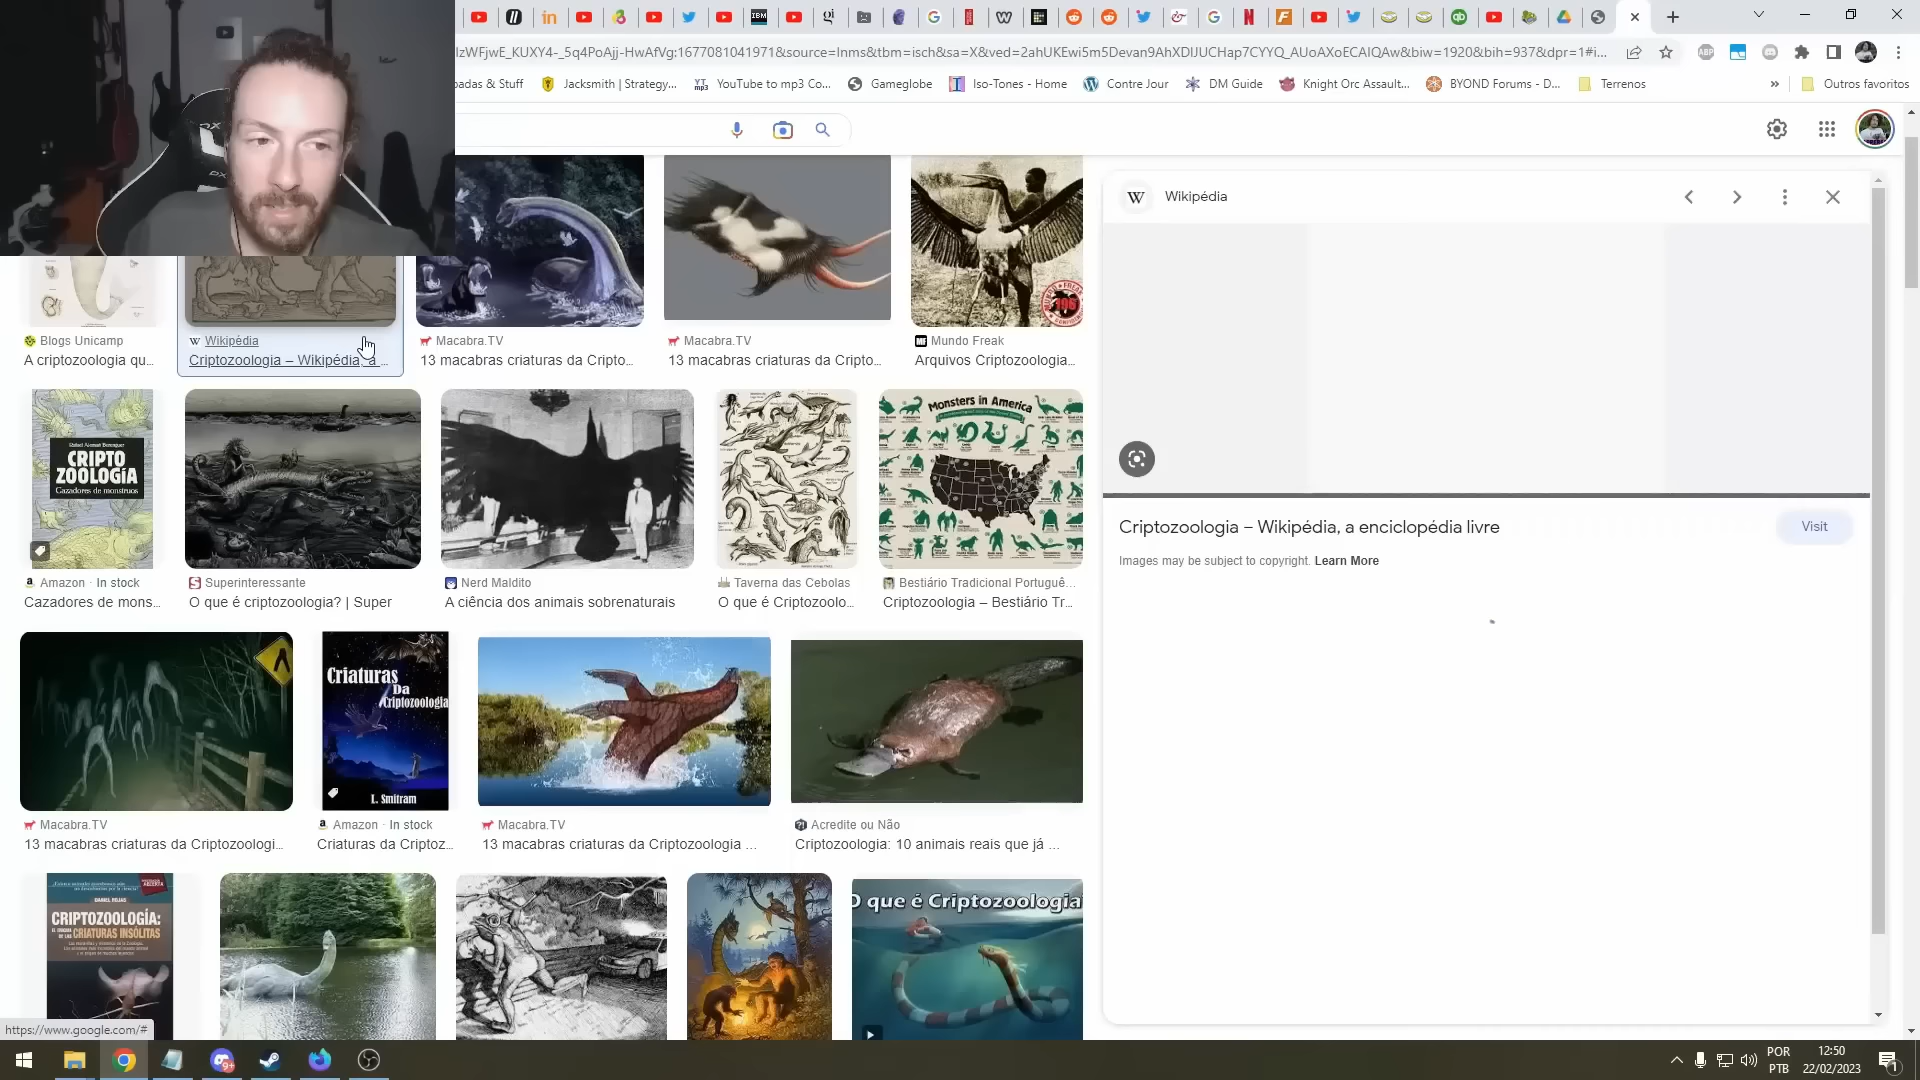 lzWFjwE_KUXY4-_5q4PoAjj-HwAfVg:1677081041971&source=lnms&tbm=isch&sa=X&ved=2ahUKEwi5m5Devan9AhXDIJUCHap7CYYQ_AUoAXoECAIQAw&biw=1920&bih=937&dpr=1#i...
padas & Stuff
Jacksmith | Strategy...
YouTube to mp3 Co...
Gameglobe
Iso-Tones - Home
Contre Jour
DM Guide
Knight Orc Assault...
BYOND Forums - D...
Terrenos
»
Outros favoritos
Blogs Unicamp
A criptozoologia qu...
Wikipédia
Criptozoologia – Wikipédia, a ...
Macabra.TV
13 macabras criaturas da Cripto...
Macabra.TV
13 macabras criaturas da Cripto...
Mundo Freak
Arquivos Criptozoologia...
CRIPTO
ZOOLOGÍA
Cazadores de monstruos
Amazon · In stock
Cazadores de mons...
Superinteressante
O que é criptozoologia? | Super
Nerd Maldito
A ciência dos animais sobrenaturais
Taverna das Cebolas
O que é Criptozoolo...
Monsters in America
Bestiário Tradicional Portuguê...
Criptozoologia – Bestiário Tr...
Macabra.TV
13 macabras criaturas da Criptozoologi...
Criaturas
Da
Criptozoologia
L. Smitram
Amazon · In stock
Criaturas da Criptoz...
Macabra.TV
13 macabras criaturas da Criptozoologia ...
Acredite ou Não
Criptozoologia: 10 animais reais que já ...
DANIEL ROJAS
CRIPTOZOOLOGÍA:
CRIATURAS INSÓLITAS
O que é Criptozoologia
Wikipédia
Criptozoologia – Wikipédia, a enciclopédia livre
Visit
Images may be subject to copyright. Learn More
https://www.google.com/#
POR
PTB
12:50
22/02/2023